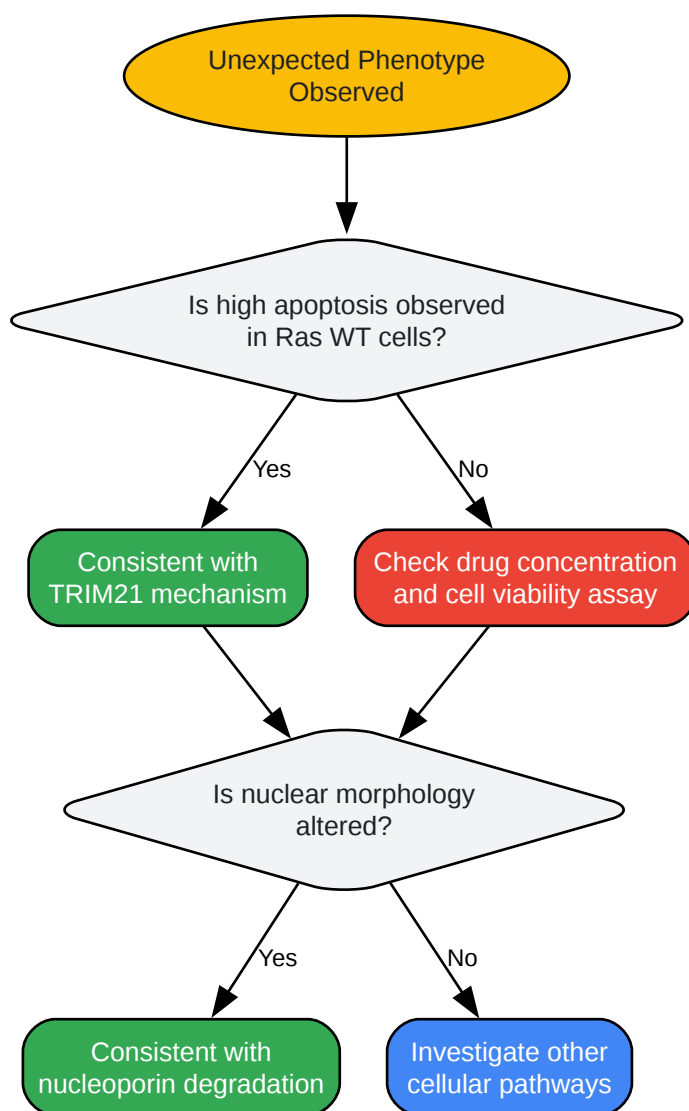 Unexpected Phenotype
Observed
Is high apoptosis observed
in Ras WT cells?
Yes
No
Consistent with
TRIM21 mechanism
Check drug concentration
and cell viability assay
Is nuclear morphology
altered?
Yes
No
Consistent with
nucleoporin degradation
Investigate other
cellular pathways